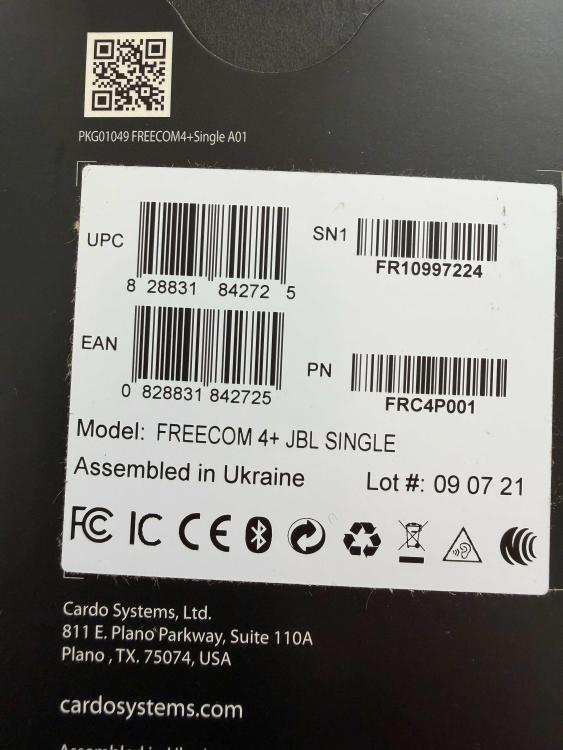 PKG01049 FREECOM4+Single A01
UPC
8 28831 84272 5
SN1
FR10997224
EAN
0 828831 842725
PN
FRC4P001
Model: FREECOM 4+ JBL SINGLE
Assembled in Ukraine
Lot #: 09 07 21
FC IC CE
Cardo Systems, Ltd.
811 E. Plano Parkway, Suite 110A
Plano , TX. 75074, USA
cardosystems.com
Assembled in